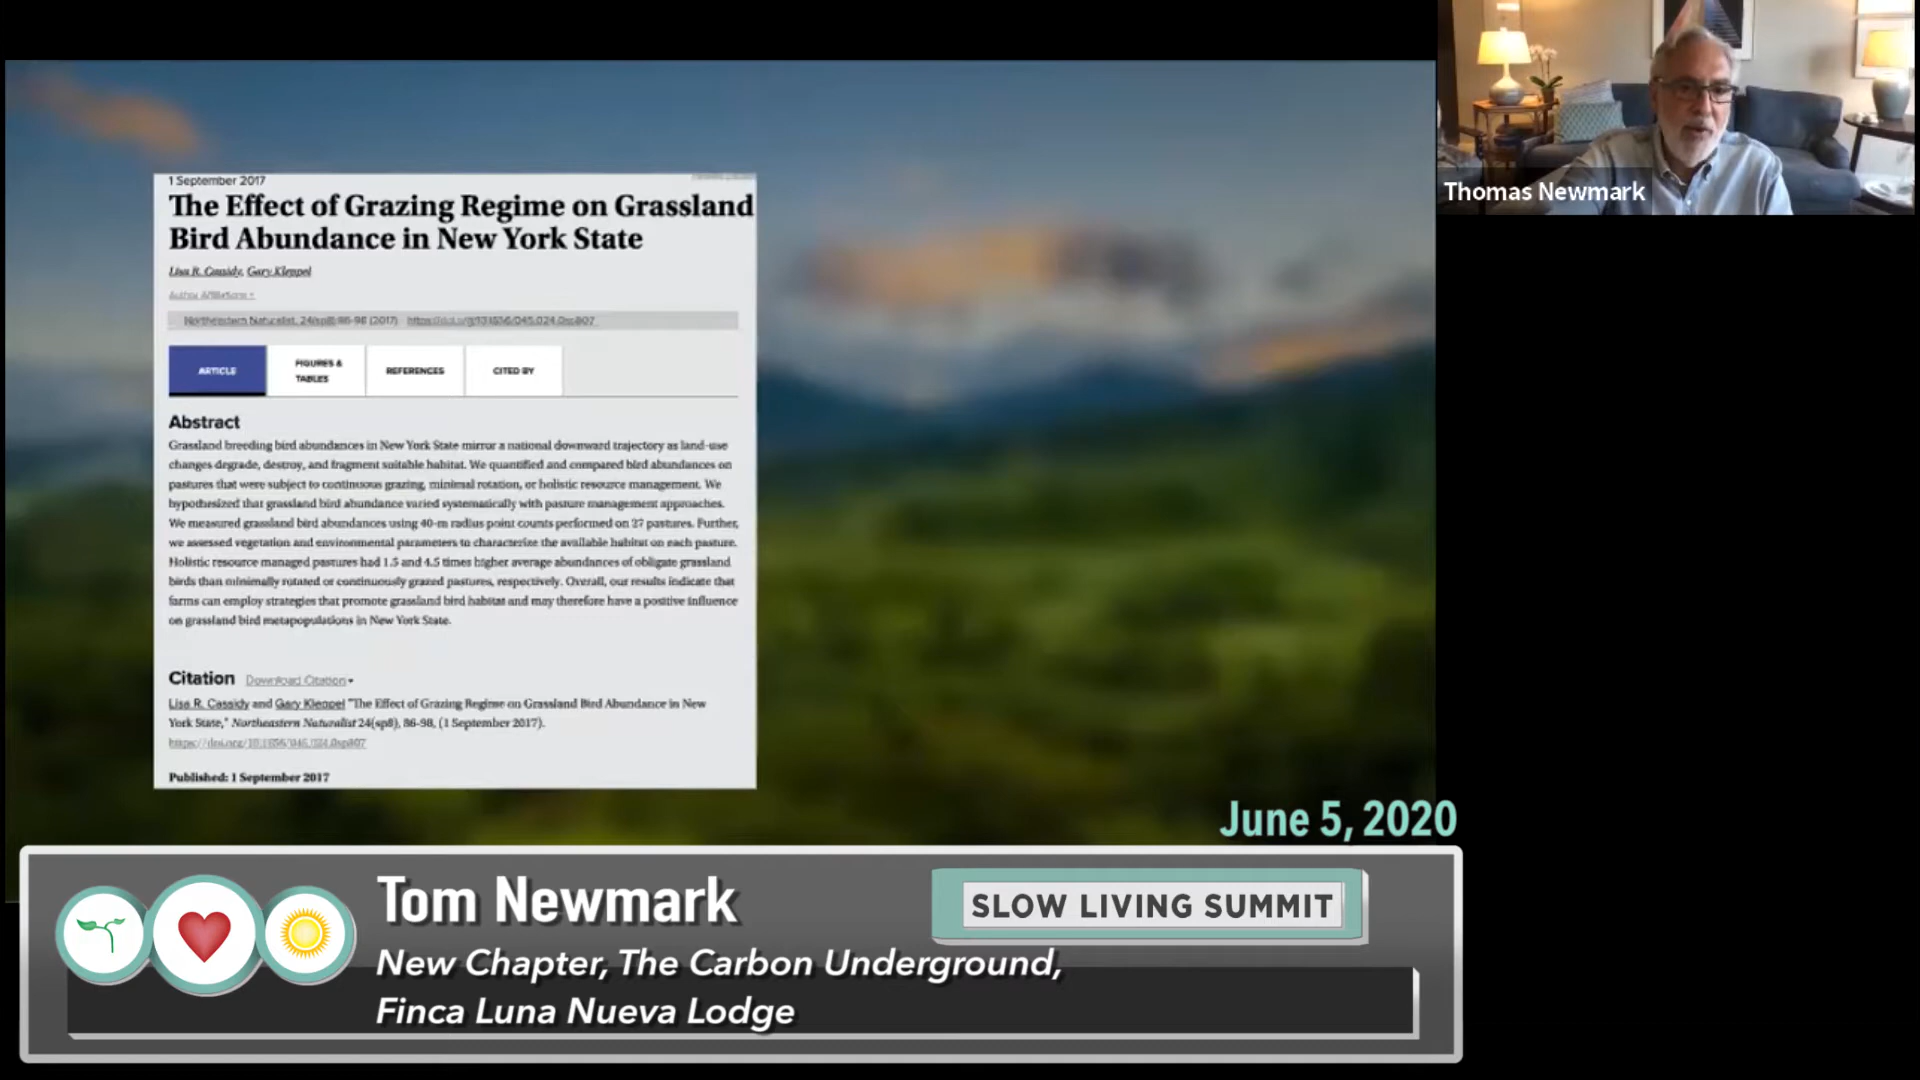 1 September 2017
The Effect of Grazing Regime on Grassland
Bird Abundance in New York State
Lisa R. Cassidy, Gary Kleppel
Author Affiliations
Northeastern Naturalist, 24(sp8):86-98 (2017)
ARTICLE
FIGURES &
TABLES
REFERENCES
CITED BY
Abstract
Grassland breeding bird abundances in New York State mirror a national downward trajectory as land-use
changes degrade, destroy, and fragment suitable habitat. We quantified and compared bird abundances on
pastures that were subject to continuous grazing, minimal rotation, or holistic resource management. We
hypothesized that grassland bird abundance varied systematically with pasture management approaches.
We measured grassland bird abundances using 40-m radius point counts performed on 27 pastures. Further,
we assessed vegetation and environmental parameters to characterize the available habitat on each pasture.
Holistic resource managed pastures had 1.5 and 4.5 times higher average abundances of obligate grassland
birds than minimally rotated or continuously grazed pastures, respectively. Overall, our results indicate that
farms can employ strategies that promote grassland bird habitat and may therefore have a positive influence
on grassland bird metapopulations in New York State.
Citation Download Citation
Lisa R. Cassidy and Gary Kleppel "The Effect of Grazing Regime on Grassland Bird Abundance in New
York State," Northeastern Naturalist 24(sp8), 86-98, (1 September 2017).
Published: 1 September 2017
Thomas Newmark
June 5, 2020
Tom Newmark
SLOW LIVING SUMMIT
New Chapter, The Carbon Underground,
Finca Luna Nueva Lodge